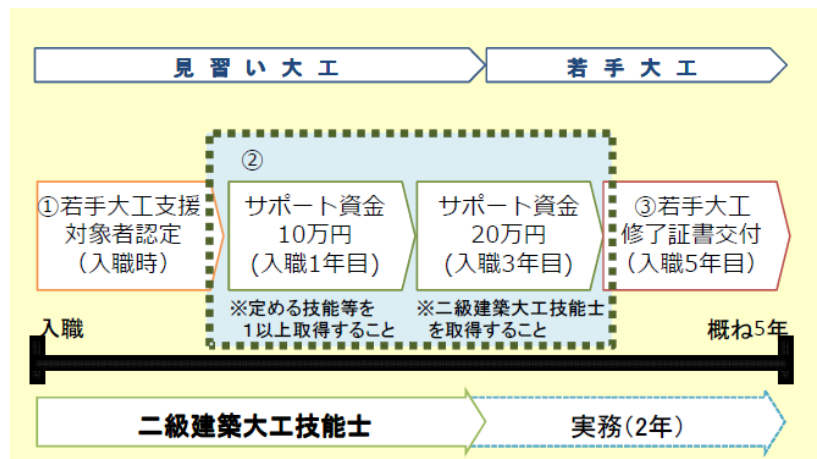 見習い大工
若手大工
②
①若手大工支援
対象者認定
(入職時)
サポート資金
10万円
(入職1年目)
サポート資金
20万円
(入職3年目)
③若手大工
修了証書交付
(入職5年目)
※定める技能等を
1以上取得すること
※二級建築大工技能士
を取得すること
入職
概ね5年
二級建築大工技能士
実務(2年)